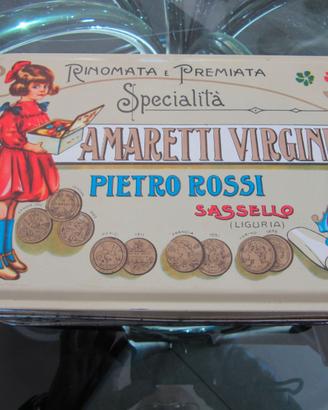 RINOMATA E PREMIATA
Specialità
AMARETTI VIRGIN
PIETRO ROSSI
SASSELLO
(LIGURIA)